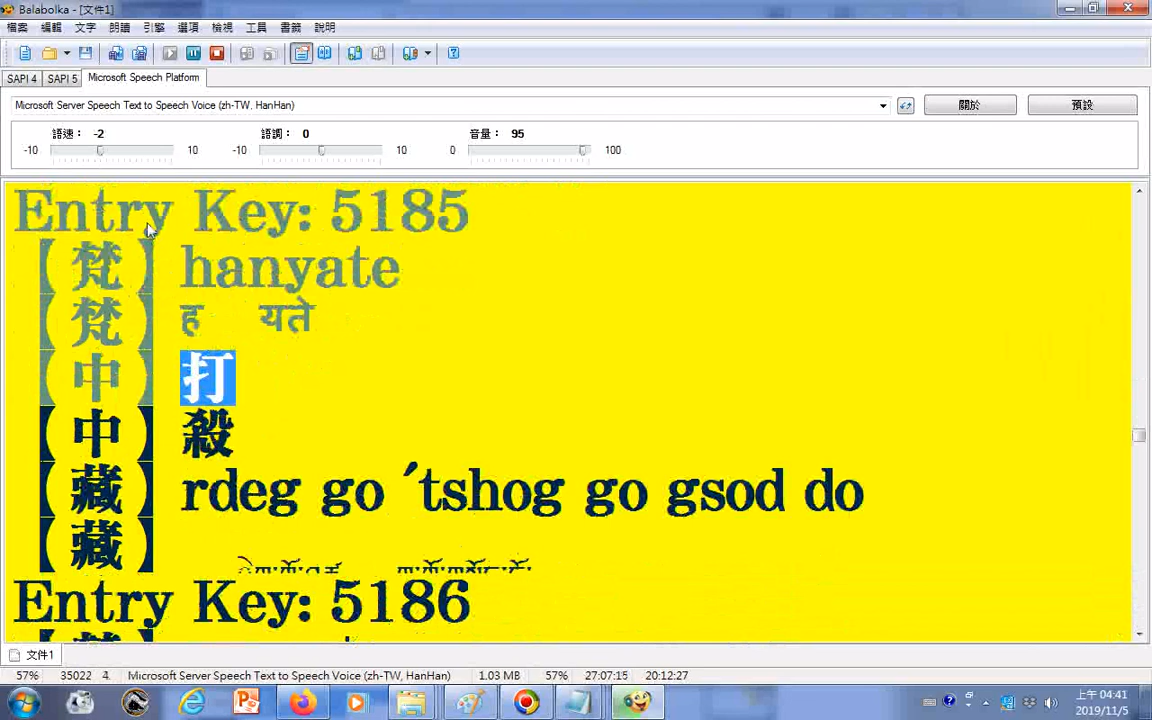 Balabolka - [文件1]
檔案 編輯 文字 朗讀 引擎 選項 檢視 工具 書籤 說明
SAPI 4 SAPI 5 Microsoft Speech Platform
Microsoft Server Speech Text to Speech Voice (zh-TW, HanHan) 關於 預設
語速： -2 語調： 0 音量： 95
-10 10 -10 10 0 100
Entry Key: 5185
【梵】 hanyate
【梵】 ह यते
【中】 打
【中】 殺
【藏】 rdeg go ´tshog go gsod do
【藏】
Entry Key: 5186
文件1
57% 35022 4 Microsoft Server Speech Text to Speech Voice (zh-TW, HanHan) 1.03 MB 57% 27:07:15 20:12:27
上午 04:41
2019/11/5